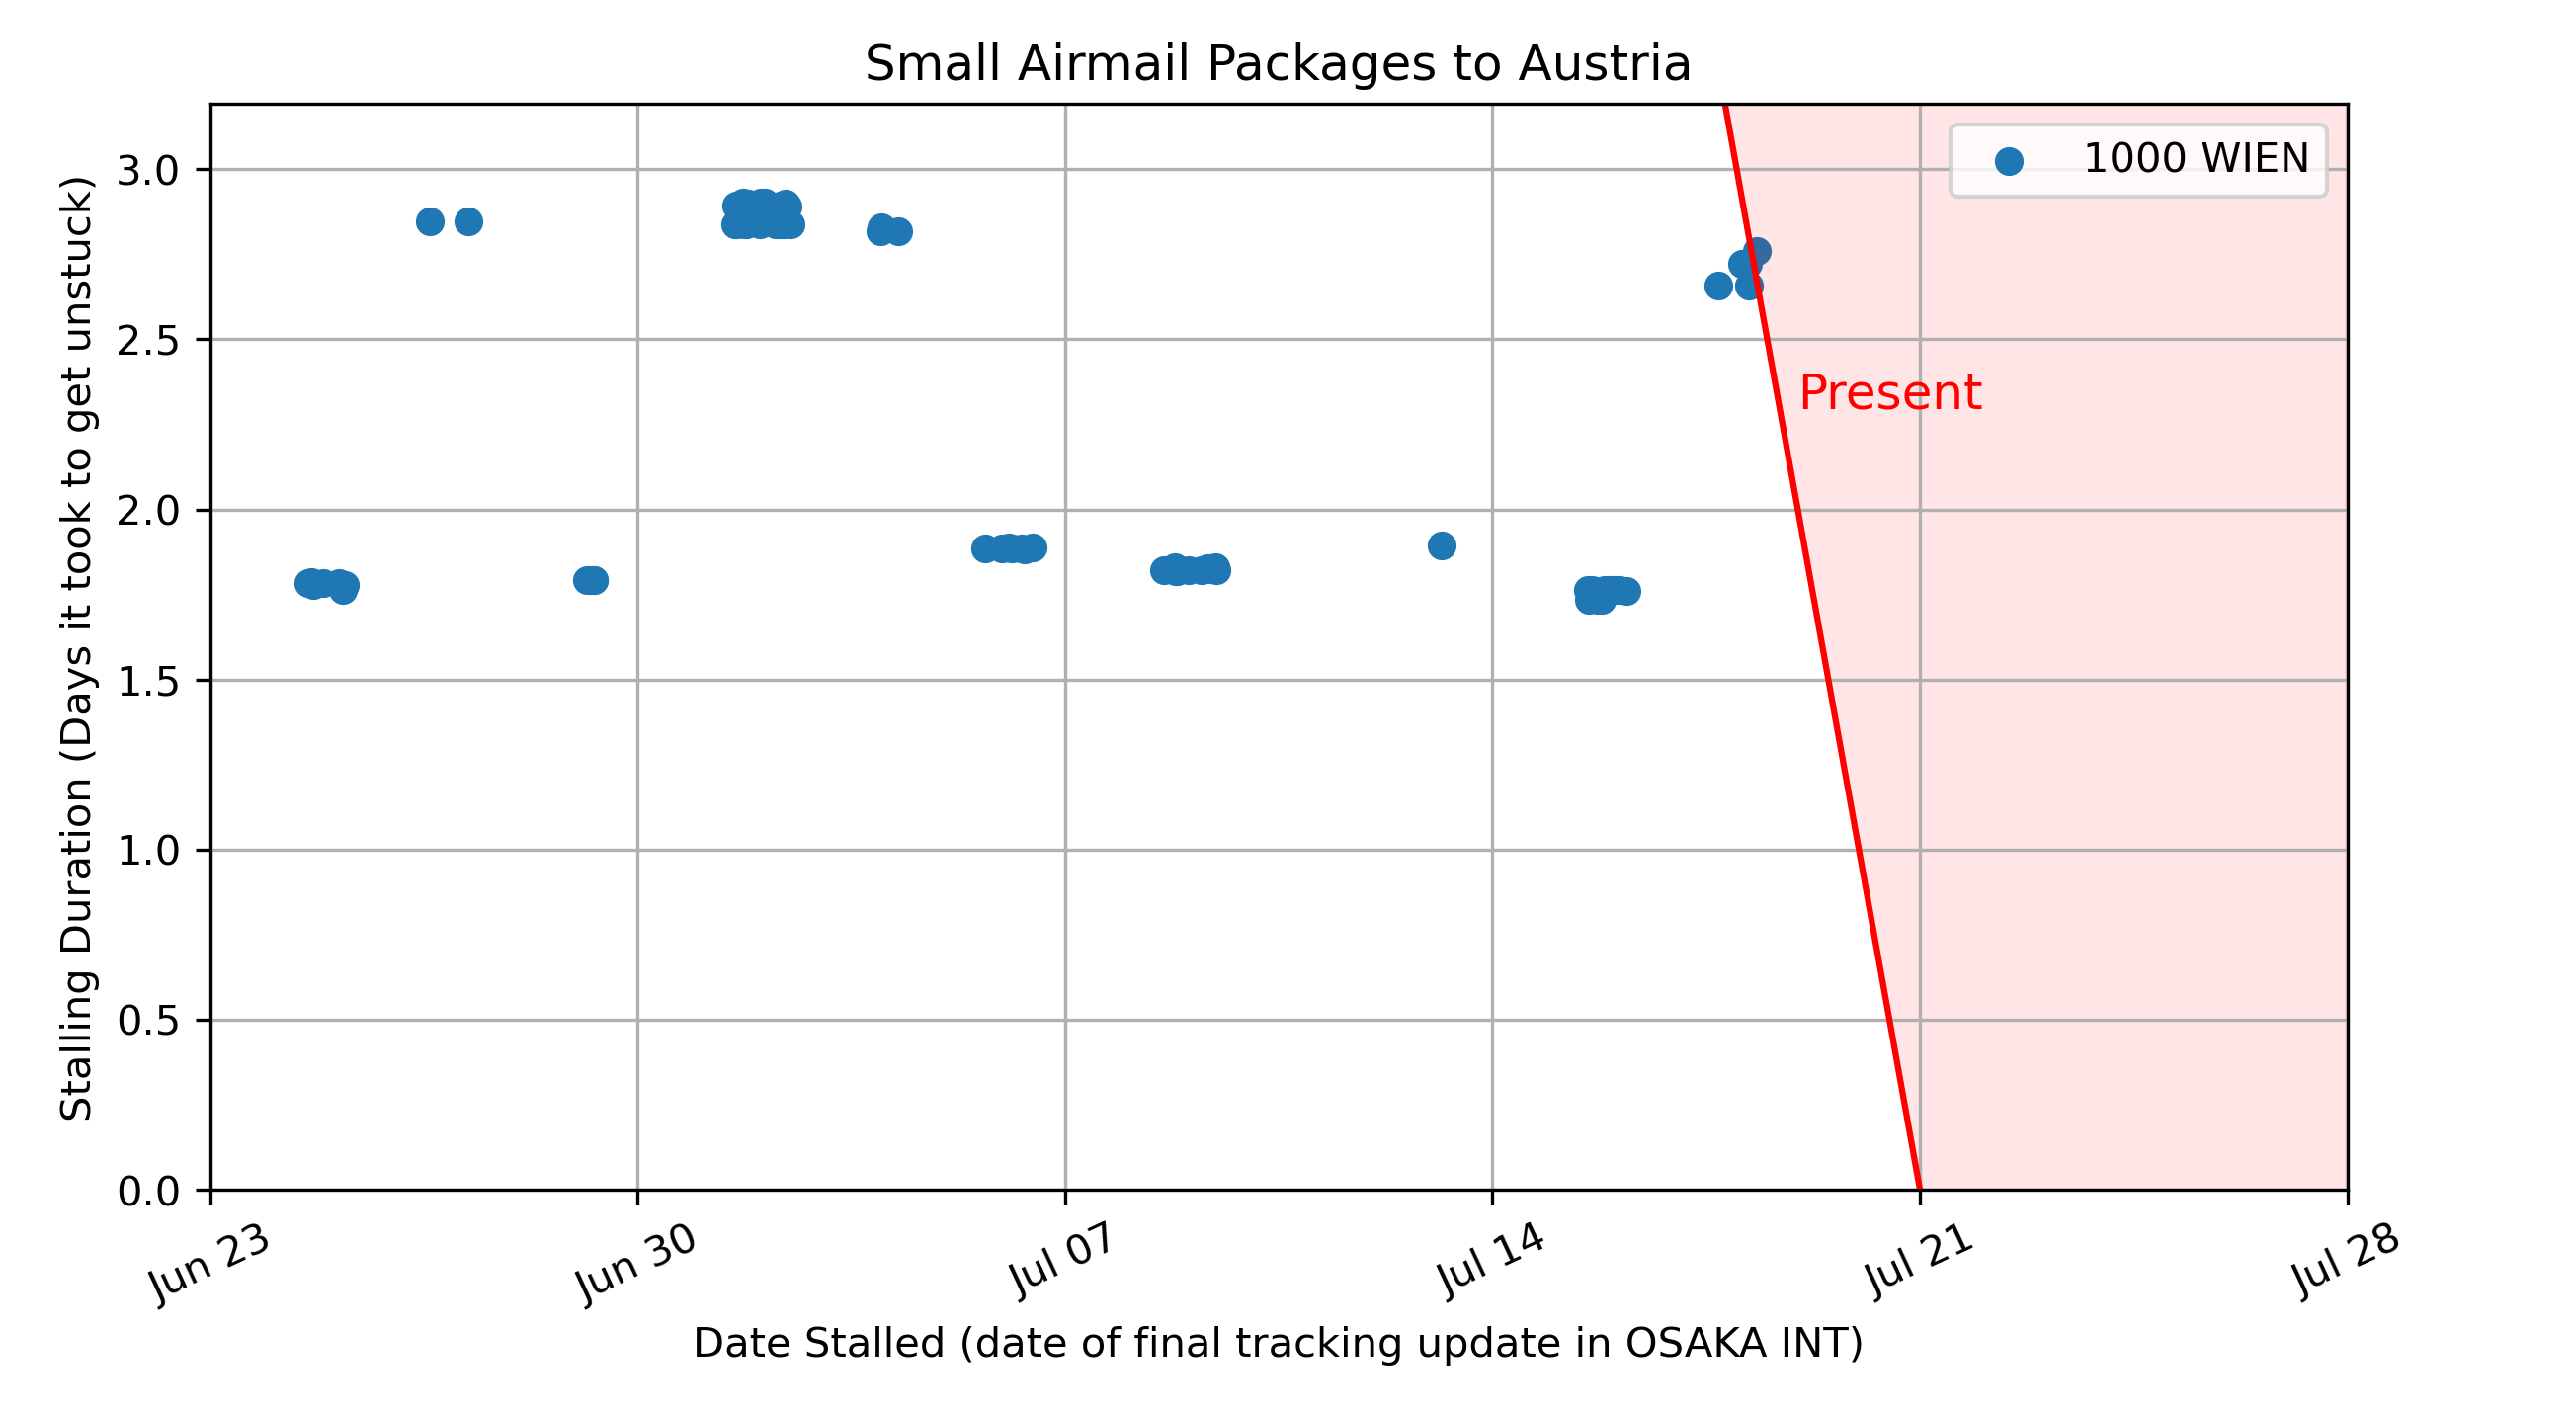 Small Airmail Packages to Austria
1000 WIEN
Present
Stalling Duration (Days it took to get unstuck)
3.0
2.5
2.0
1.5
1.0
0.5
0.0
Jun 23
Jun 30
Jul 07
Jul 14
Jul 21
Jul 28
Date Stalled (date of final tracking update in OSAKA INT)